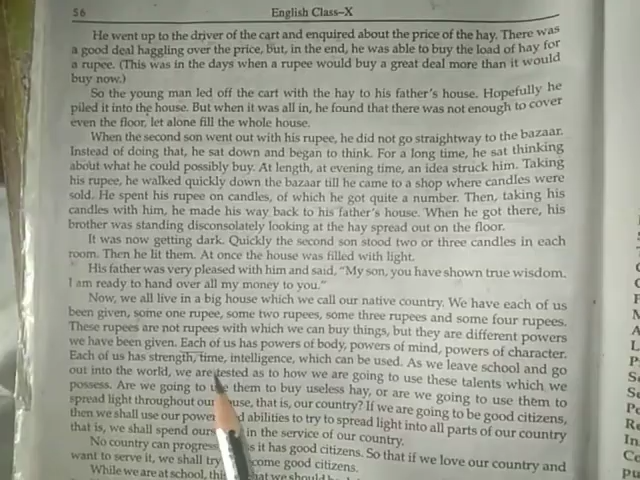 56
English Class–X
He went up to the driver of the cart and enquired about the price of the hay. There was
a good deal haggling over the price, but, in the end, he was able to buy the load of hay for
a rupee. (This was in the days when a rupee would buy a great deal more than it would
buy now.)
So the young man led off the cart with the hay to his father's house. Hopefully he
piled it into the house. But when it was all in, he found that there was not enough to cover
even the floor, let alone fill the whole house.
When the second son went out with his rupee, he did not go straightway to the bazaar.
Instead of doing that, he sat down and began to think. For a long time, he sat thinking
about what he could possibly buy. At length, at evening time, an idea struck him. Taking
his rupee, he walked quickly down the bazaar till he came to a shop where candles were
sold. He spent his rupee on candles, of which he got quite a number. Then, taking his
candles with him, he made his way back to his father's house. When he got there, his
brother was standing disconsolately looking at the hay spread out on the floor.
It was now getting dark. Quickly the second son stood two or three candles in each
room. Then he lit them. At once the house was filled with light.
His father was very pleased with him and said, "My son, you have shown true wisdom.
I am ready to hand over all my money to you."
Now, we all live in a big house which we call our native country. We have each of us
been given, some one rupee, some two rupees, some three rupees and some four rupees.
These rupees are not rupees with which we can buy things, but they are different powers
we have been given. Each of us has powers of body, powers of mind, powers of character.
Each of us has strength, time, intelligence, which can be used. As we leave school and go
out into the world, we are tested as to how we are going to use these talents which we
possess. Are we going to use them to buy useless hay, or are we going to use them to
spread light throughout our house, that is, our country? If we are going to be good citizens,
then we shall use our power abilities to try to spread light into all parts of our country
that is, we shall spend in the service of our country.
No country can progress it has good citizens. So that if we love our country and
want to serve it, we shall try come good citizens.
While we are at school, that we should